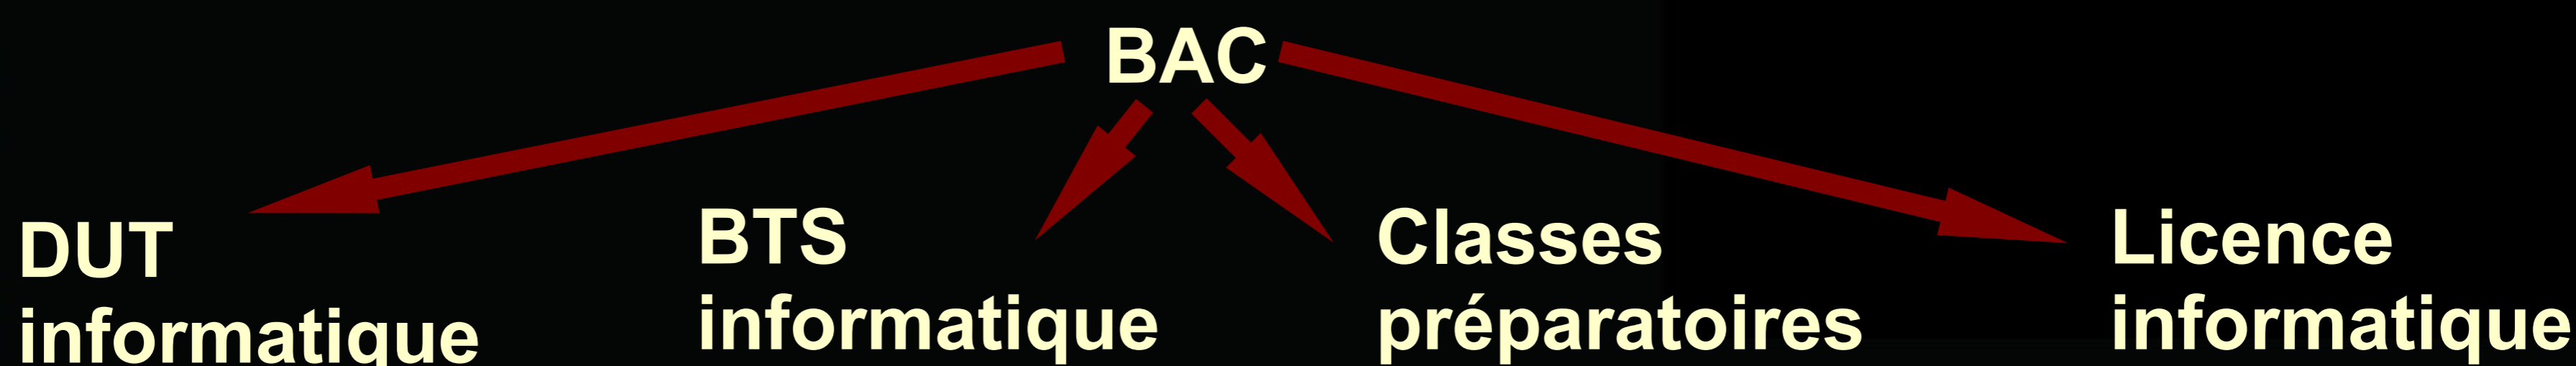 BAC
DUT
informatique
BTS
informatique
Classes
préparatoires
Licence
informatique